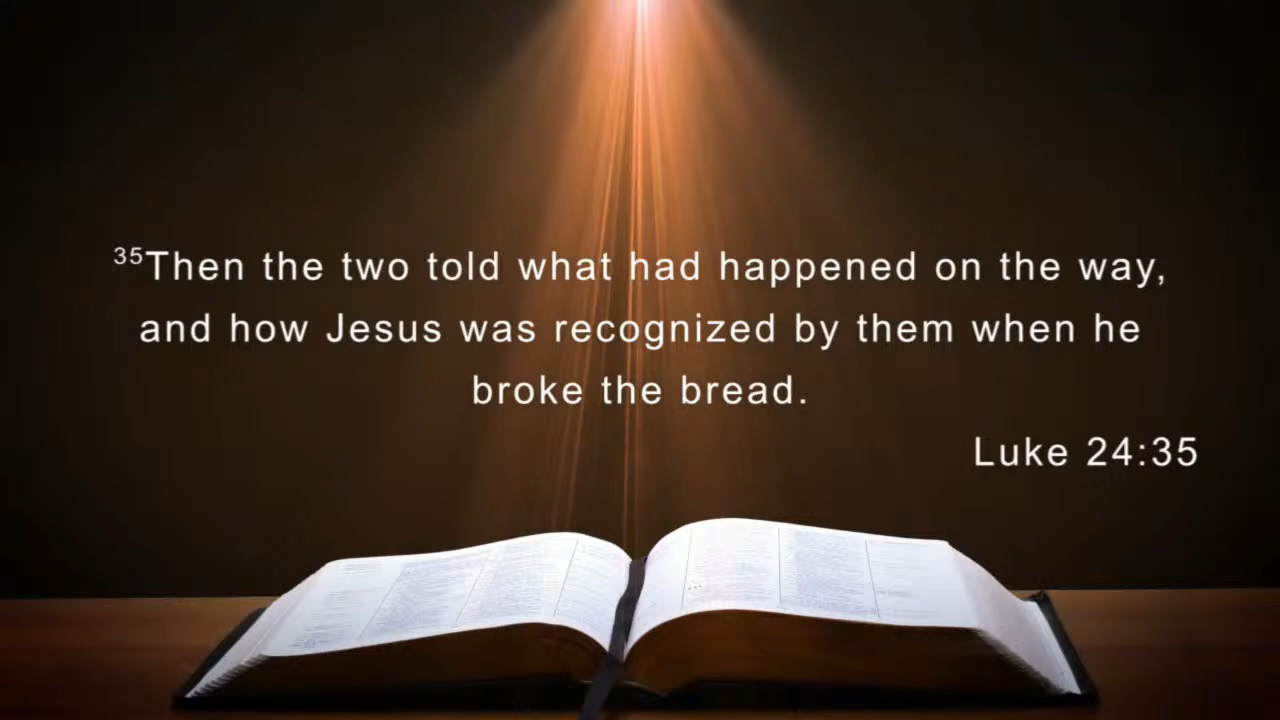 ³⁵Then the two told what had happened on the way,
and how Jesus was recognized by them when he
broke the bread.
Luke 24:35